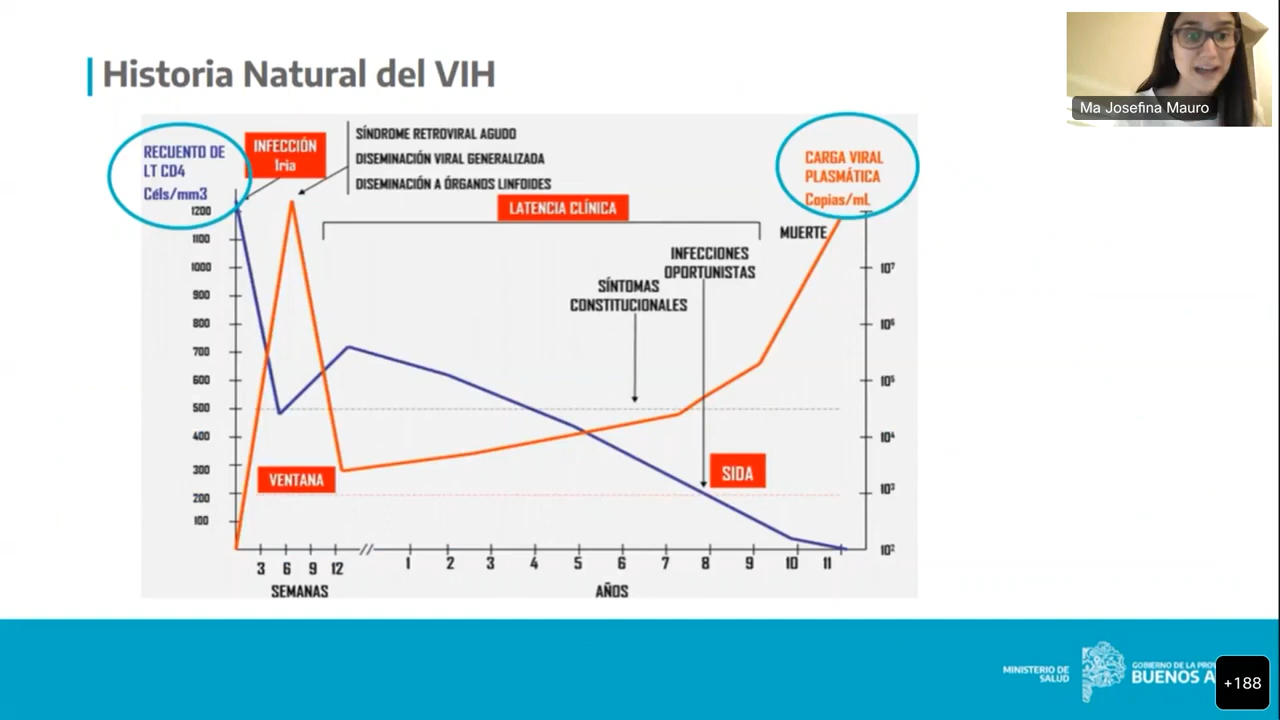 Historia Natural del VIH
Ma Josefina Mauro
RECUENTO DE
LT CD4
Céls/mm3
INFECCIÓN
1ria
SÍNDROME RETROVIRAL AGUDO
DISEMINACIÓN VIRAL GENERALIZADA
DISEMINACIÓN A ÓRGANOS LINFOIDES
CARGA VIRAL
PLASMÁTICA
Copias/mL
LATENCIA CLÍNICA
MUERTE
INFECCIONES
OPORTUNISTAS
SÍNTOMAS
CONSTITUCIONALES
1200
1100
1000
900
800
700
600
500
400
300
200
100
10⁷
10⁶
10⁵
10⁴
10³
10²
VENTANA
SIDA
3 6 9 12
SEMANAS
1 2 3 4 5 6 7 8 9 10 11
AÑOS
MINISTERIO DE
SALUD
GOBIERNO DE LA
BUENOS
+188